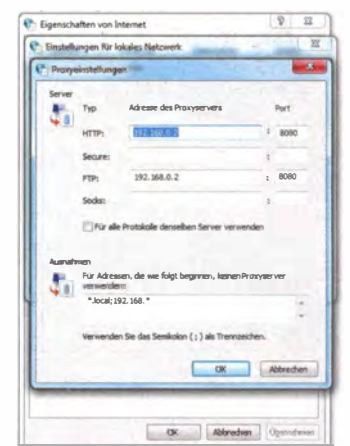 Eigenschaften von Internet
Einstellungen für lokales Netzwerk
Proxyeinstellungen
Server
Typ Adresse des Proxyservers Port
HTTP: 192.168.0.2 : 8080
Secure: :
FTP: 192.168.0.2 : 8080
Socks: :
Für alle Protokolle denselben Server verwenden
Ausnahmen
Für Adressen, die wie folgt beginnen, keinen Proxyserver
verwenden:
*.local;192.168.*
Verwenden Sie das Semikolon (;) als Trennzeichen.
OK Abbrechen
OK Abbrechen Übernehmen